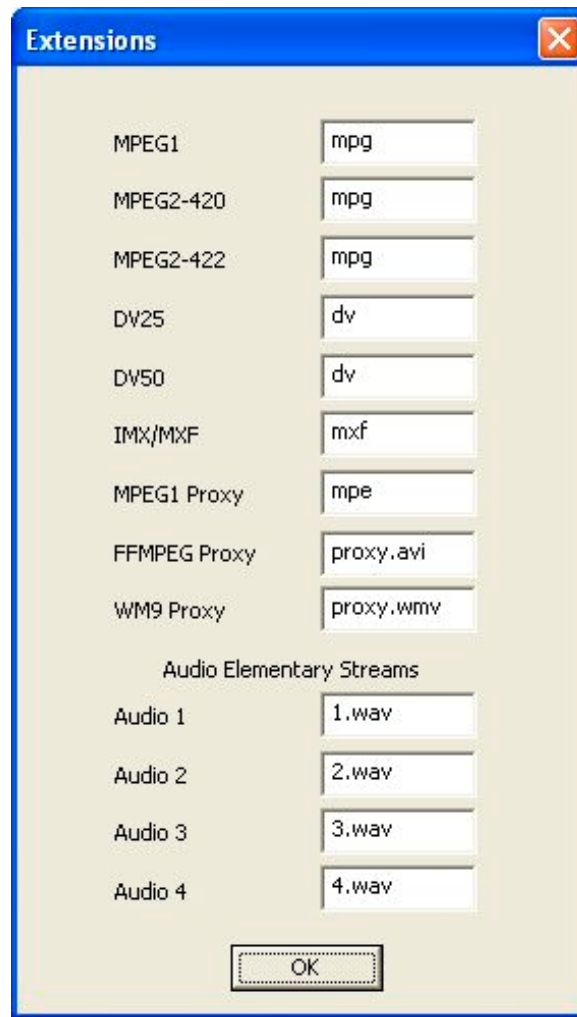 Extensions
MPEG1 mpg
MPEG2-420 mpg
MPEG2-422 mpg
DV25 dv
DV50 dv
IMX/MXF mxf
MPEG1 Proxy mpe
FFMPEG Proxy proxy.avi
WM9 Proxy proxy.wmv
Audio Elementary Streams
Audio 1 1.wav
Audio 2 2.wav
Audio 3 3.wav
Audio 4 4.wav
OK